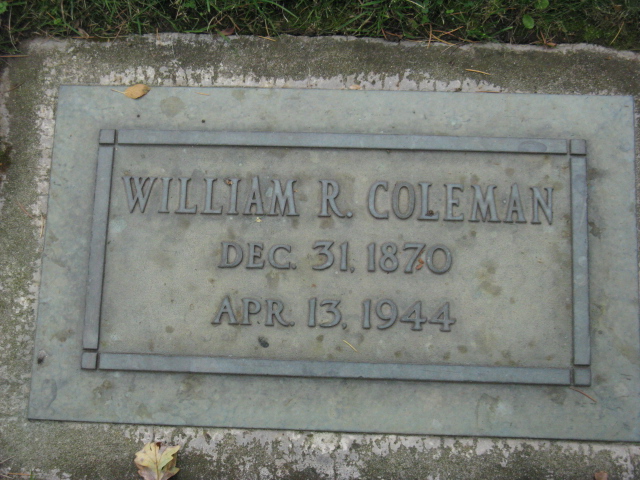 WILLIAM R. COLEMAN
DEC. 31, 1870
APR. 13, 1944